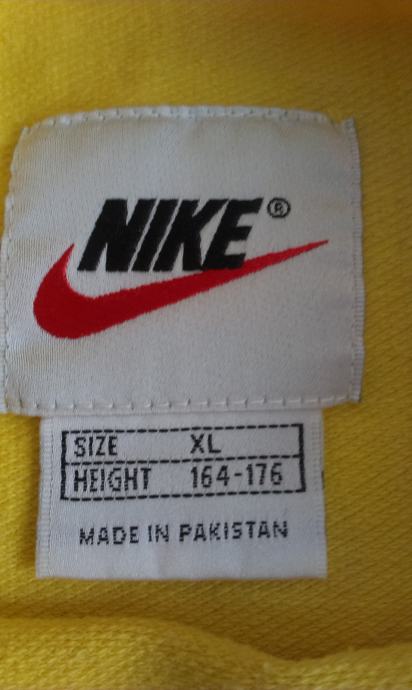 NIKE®
SIZE XL
HEIGHT 164-176
MADE IN PAKISTAN